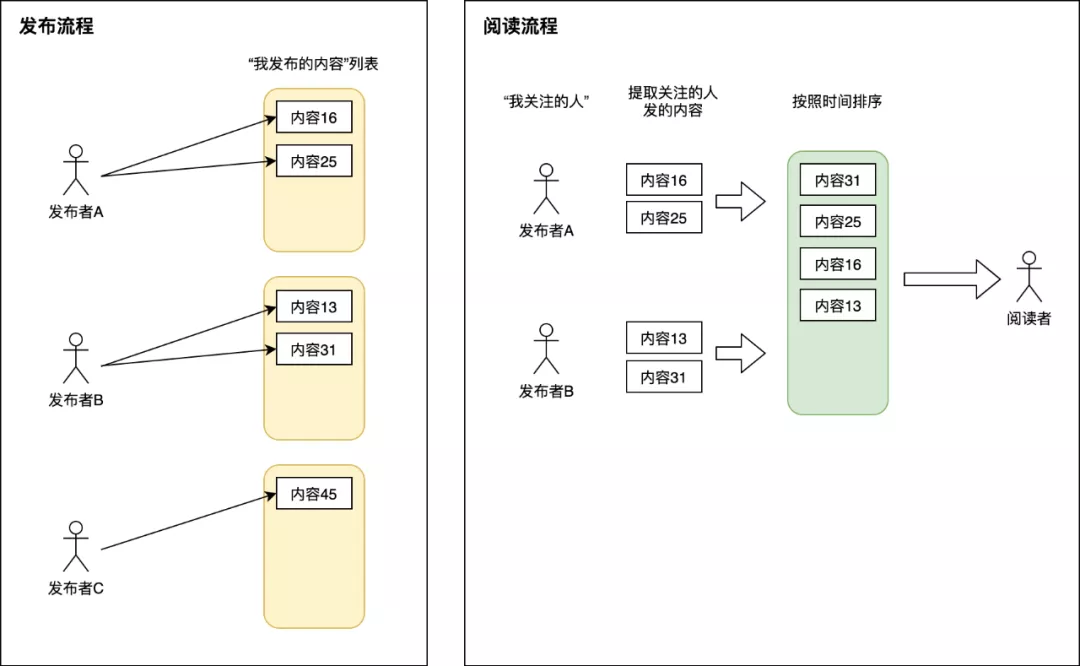 发布流程
“我发布的内容”列表
内容16
内容25
发布者A
内容13
内容31
发布者B
内容45
发布者C
阅读流程
“我关注的人”
提取关注的人
发的内容
按照时间排序
发布者A
内容16
内容25
发布者B
内容13
内容31
内容31
内容25
内容16
内容13
阅读者